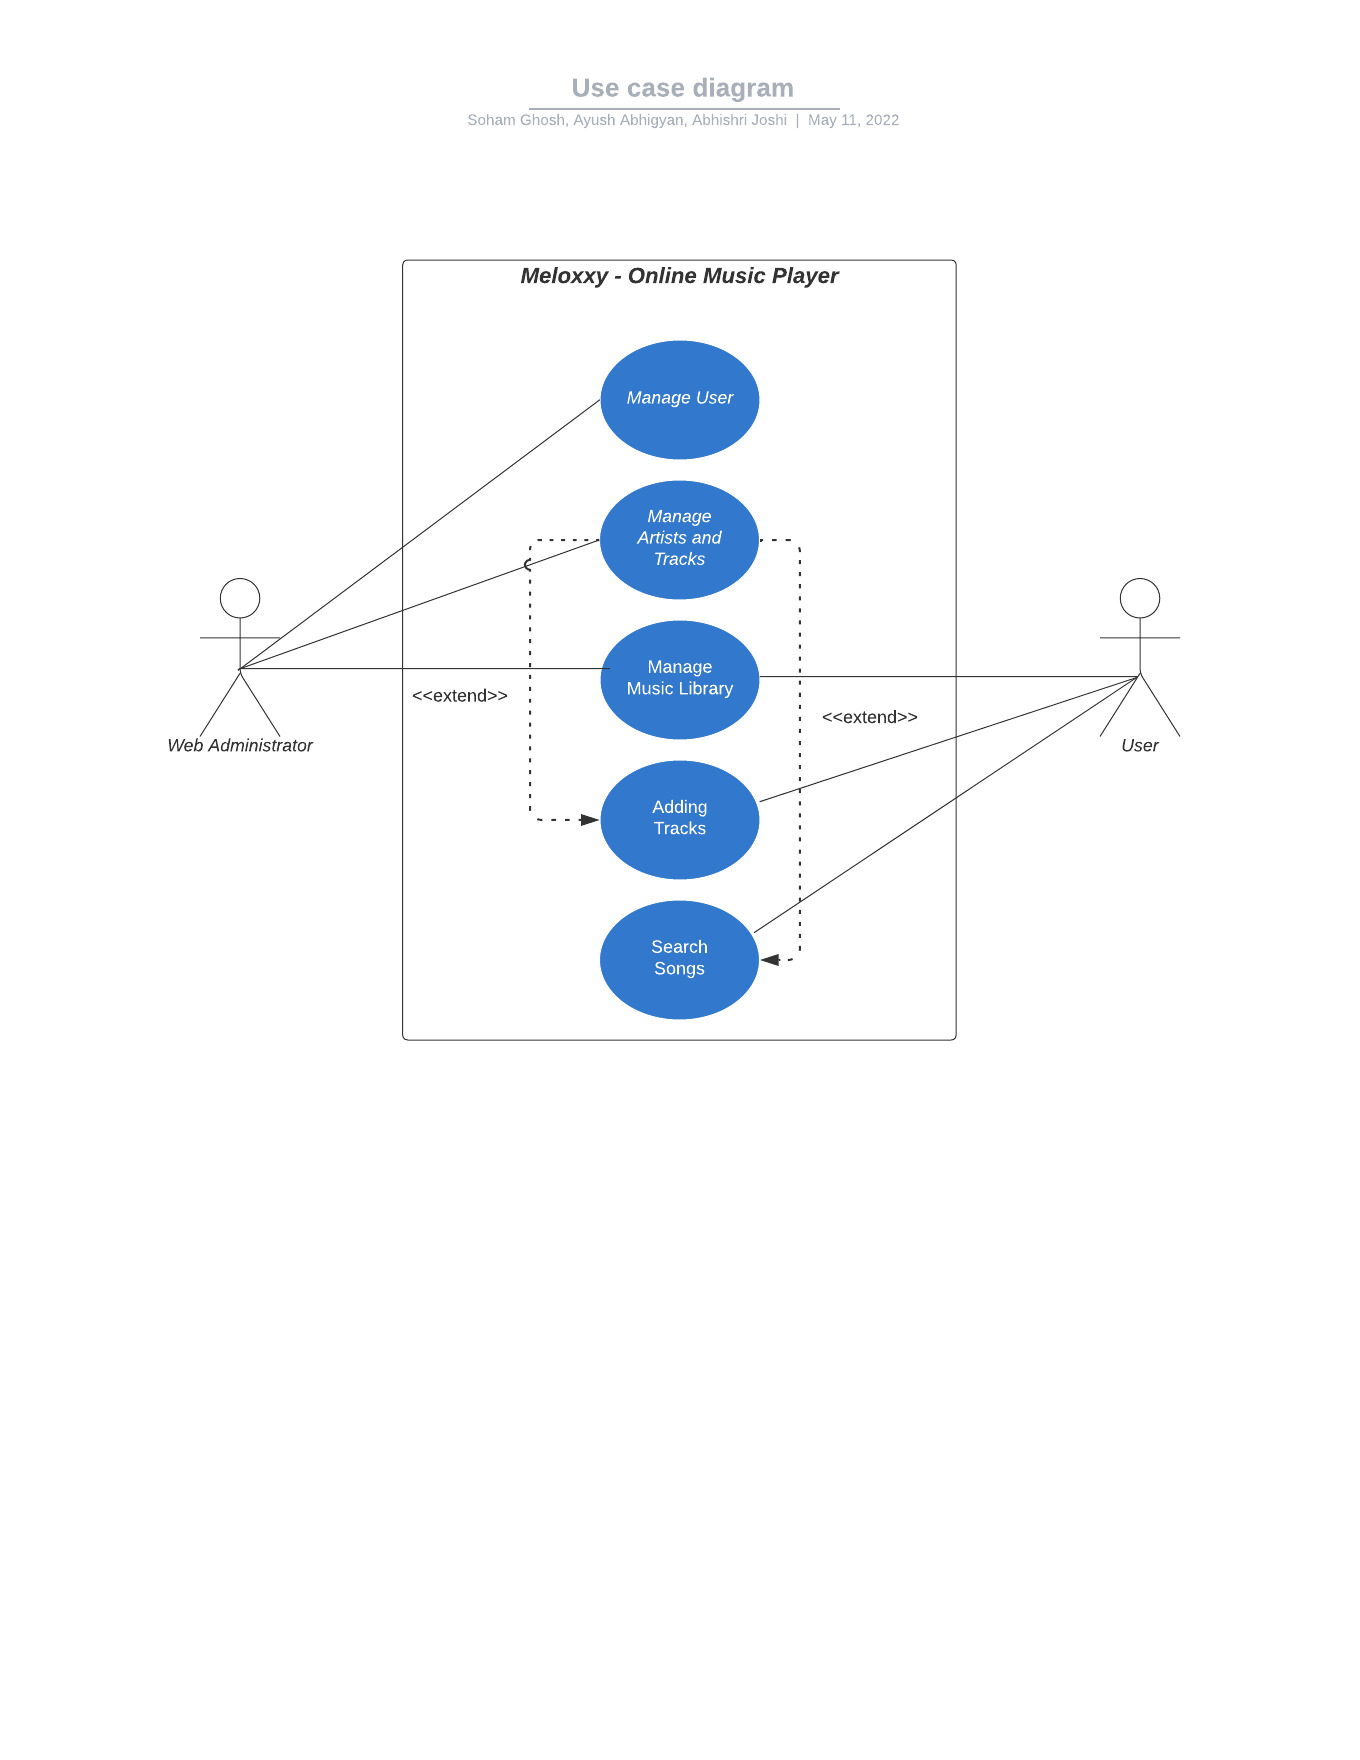 Use case diagram
Soham Ghosh, Ayush Abhigyan, Abhishri Joshi | May 11, 2022
Meloxxy - Online Music Player
Manage User
Manage
Artists and
Tracks
Manage
Music Library
<<extend>>
<<extend>>
Web Administrator
User
Adding
Tracks
Search
Songs